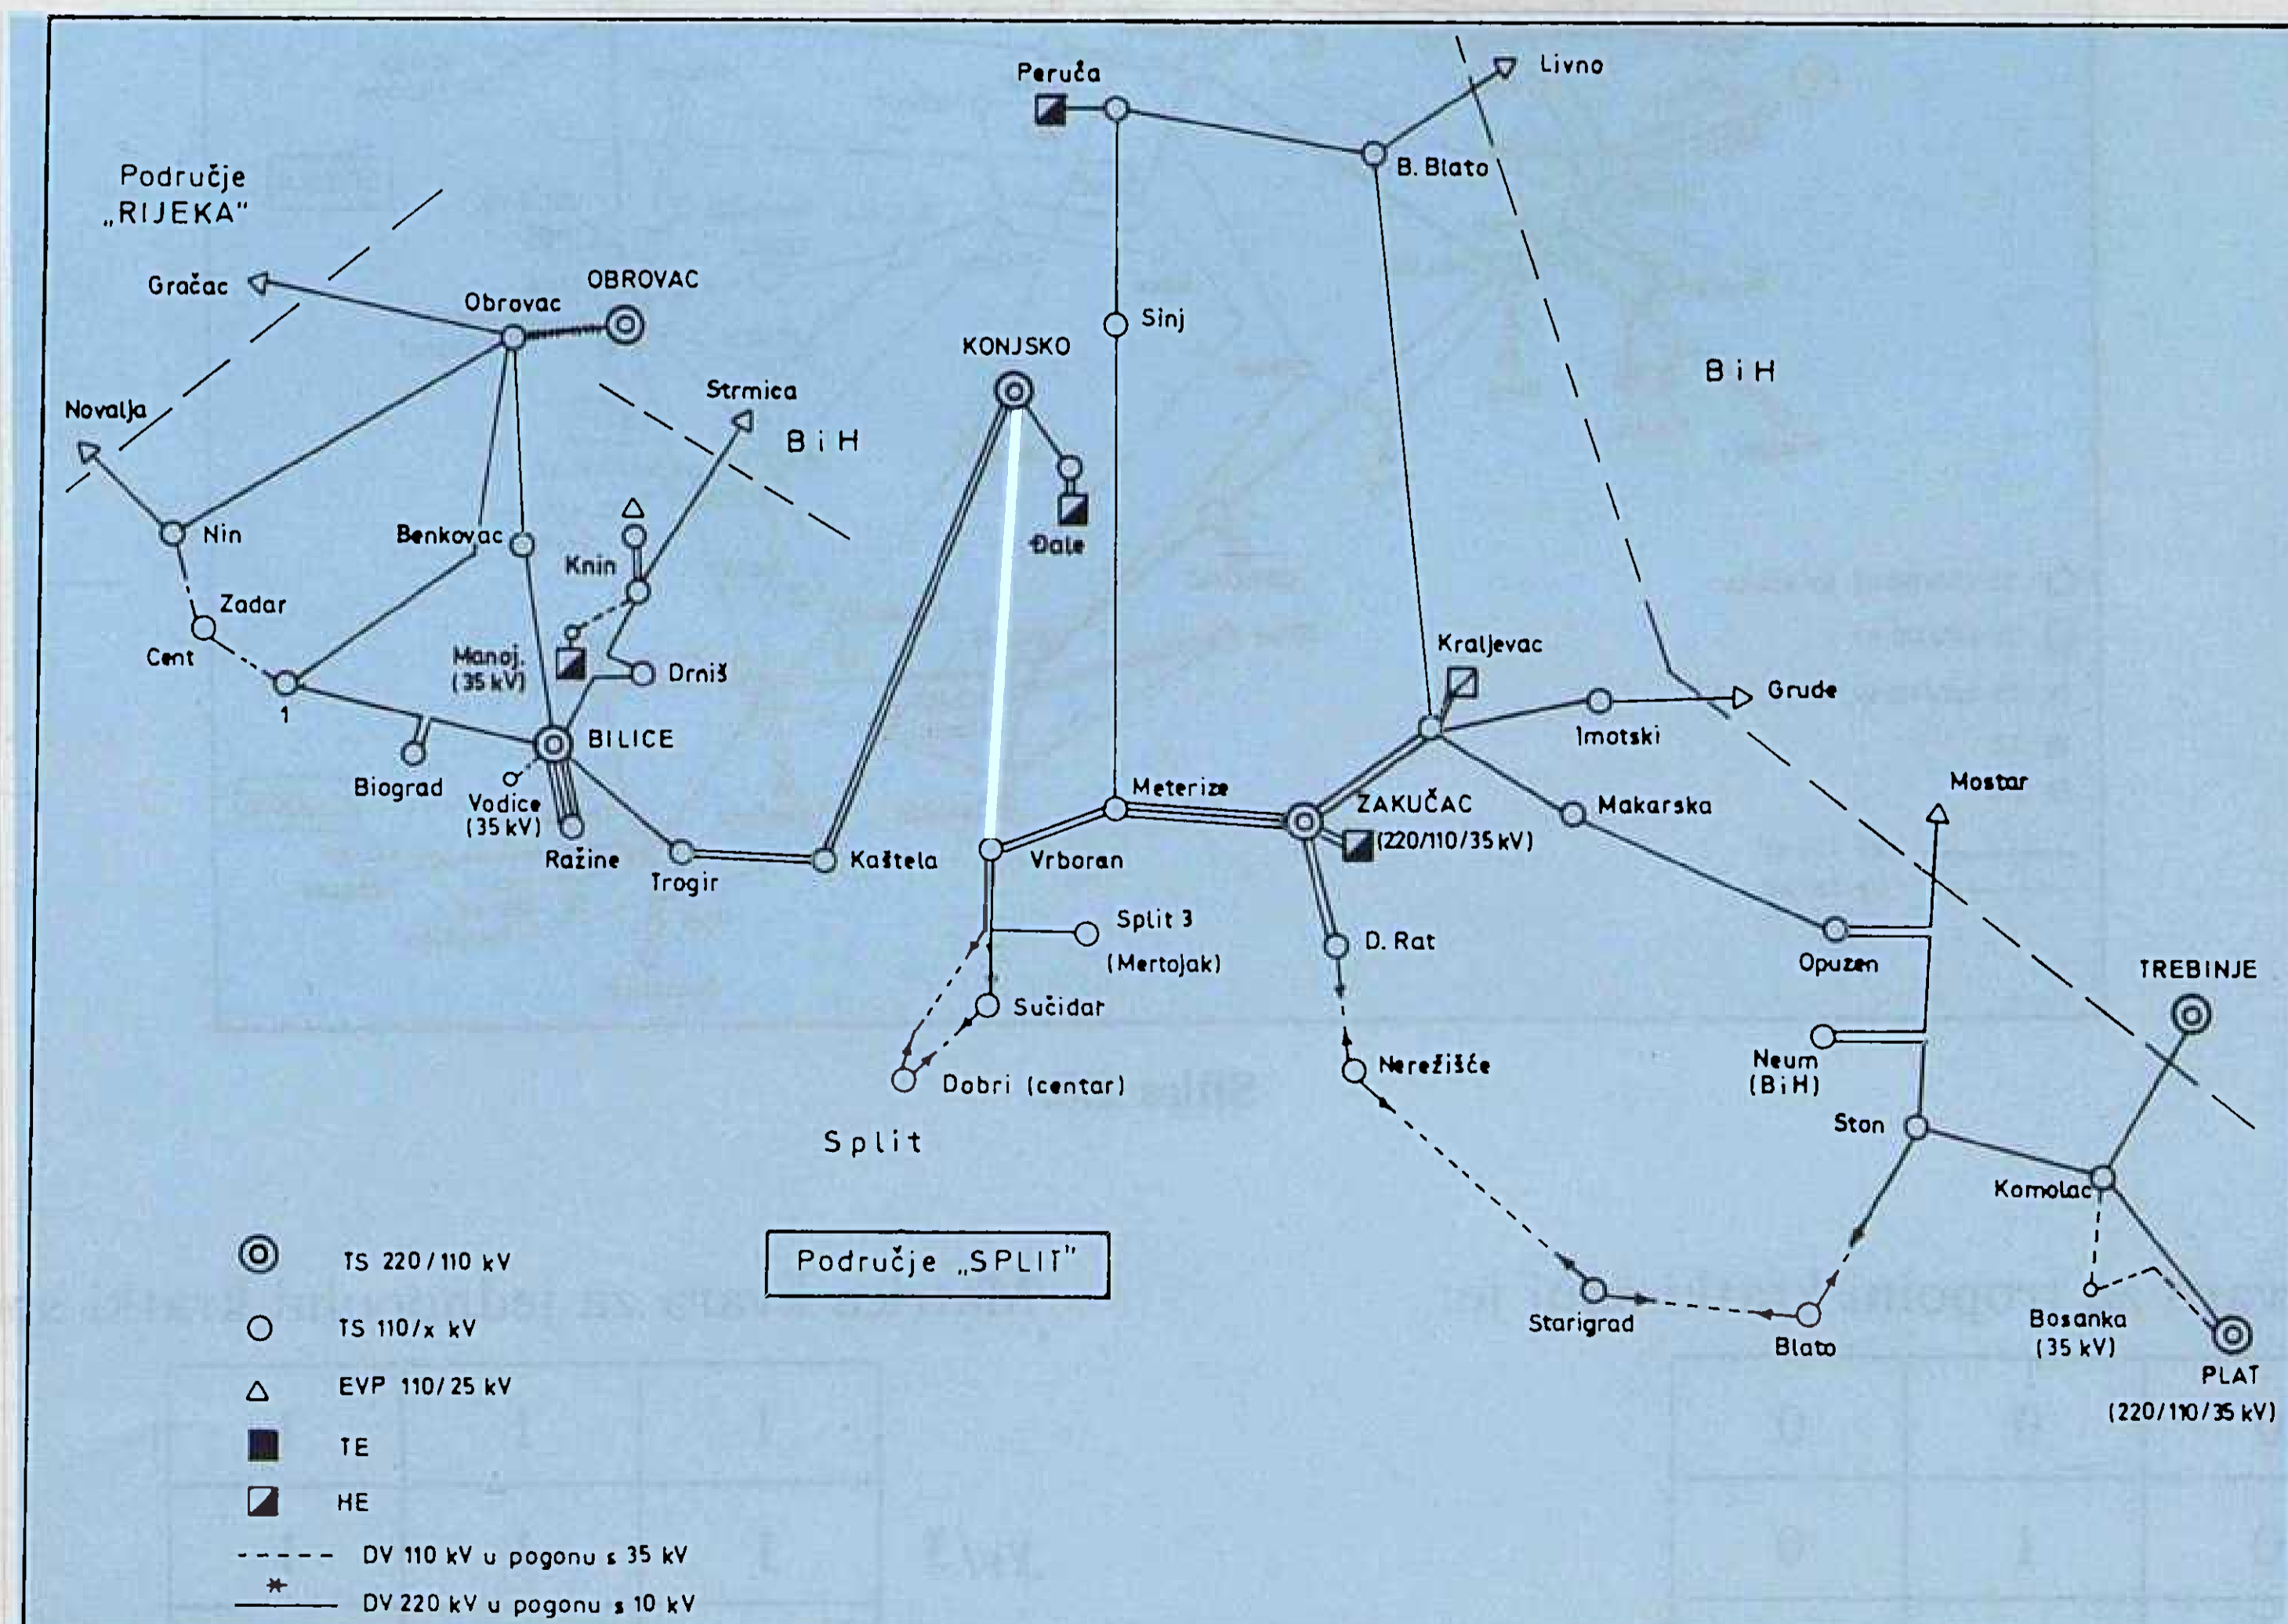 Peruča
Livno
B. Blato
Područje
„RIJEKA"
Gračac
Obrovac
OBROVAC
Sinj
KONJSKO
BiH
Strmica
BiH
Novalja
Nin
Benkovac
Knin
Đale
Zadar
Cent
Manoj.
(35 kV)
Drniš
Kraljevac
Grude
Imotski
1
BILICE
Biograd
Vodice
(35 kV)
Ražine
Trogir
Kaštela
Vrboran
Meterize
ZAKUČAC
(220/110/35 kV)
Makarska
Mostar
Split 3
(Mertojak)
D. Rat
Opuzen
TREBINJE
Sućidar
Dobri (centar)
Nerežišće
Neum
(BiH)
Split
Ston
Komolac
Starigrad
Blato
Bosanka
(35 kV)
PLAT
(220/110/35 kV)
Područje „SPLIT"
TS 220/110 kV
TS 110/x kV
EVP 110/25 kV
TE
HE
DV 110 kV u pogonu s 35 kV
*
DV 220 kV u pogonu s 10 kV